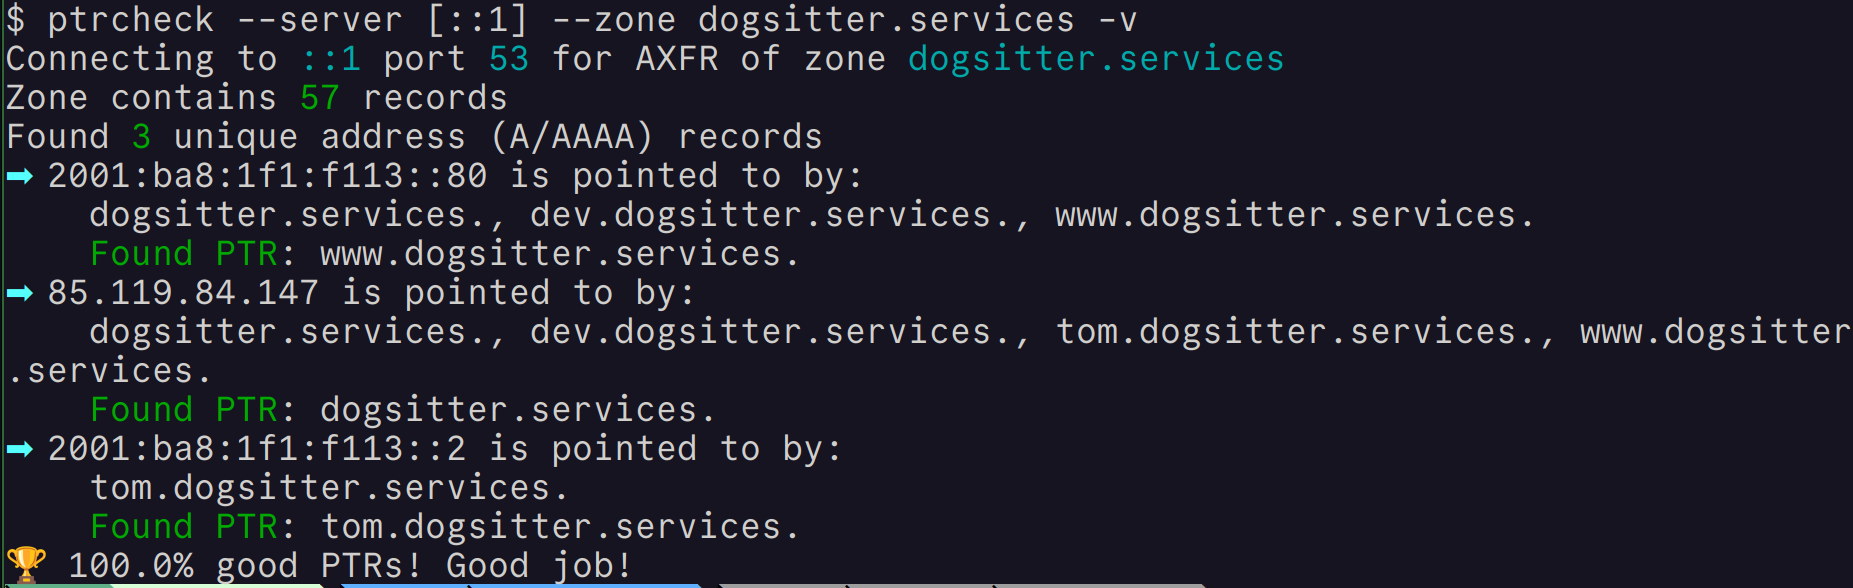 $ ptrcheck --server [::1] --zone dogsitter.services -v
Connecting to ::1 port 53 for AXFR of zone dogsitter.services
Zone contains 57 records
Found 3 unique address (A/AAAA) records
➡ 2001:ba8:1f1:f113::80 is pointed to by:
    dogsitter.services., dev.dogsitter.services., www.dogsitter.services.
    Found PTR: www.dogsitter.services.
➡ 85.119.84.147 is pointed to by:
    dogsitter.services., dev.dogsitter.services., tom.dogsitter.services., www.dogsitter
.services.
    Found PTR: dogsitter.services.
➡ 2001:ba8:1f1:f113::2 is pointed to by:
    tom.dogsitter.services.
    Found PTR: tom.dogsitter.services.
🏆 100.0% good PTRs! Good job!